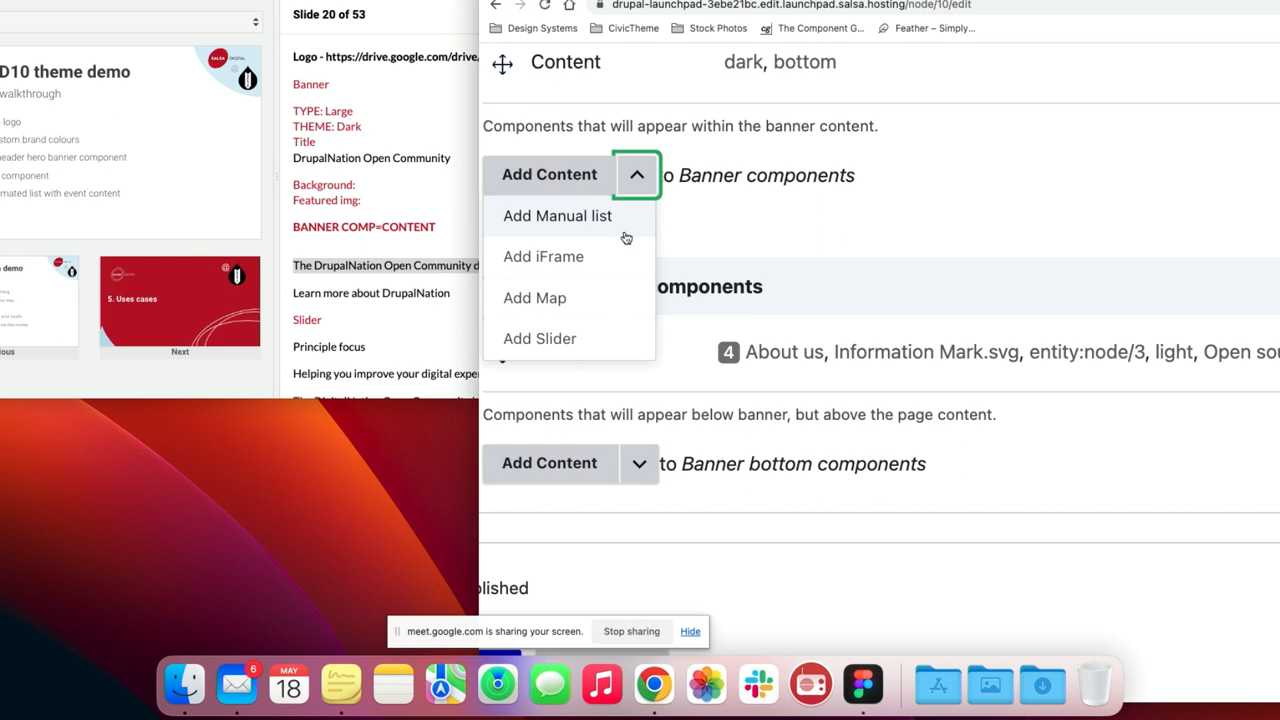 Slide 20 of 53
D10 theme demo
walkthrough
logo
stom brand colours
header hero banner component
component
mated list with event content
SALSA DIGITAL
demo
5. Uses cases
ious
Next
Logo - https://drive.google.com/drive/
Banner
TYPE: Large
THEME: Dark
Title
DrupalNation Open Community
Background:
Featured img:
BANNER COMP=CONTENT
The DrupalNation Open Community d
Learn more about DrupalNation
Slider
Principle focus
Helping you improve your digital expe
drupal-launchpad-3ebe21bc.edit.launchpad.salsa.hosting/node/10/edit
Design Systems
CivicTheme
Stock Photos
The Component G...
Feather – Simply...
Content
dark, bottom
Components that will appear within the banner content.
Add Content
o Banner components
Add Manual list
Add iFrame
Add Map
Add Slider
omponents
4 About us, Information Mark.svg, entity:node/3, light, Open sou
Components that will appear below banner, but above the page content.
Add Content
to Banner bottom components
blished
meet.google.com is sharing your screen.
Stop sharing
Hide
6
MAY
18